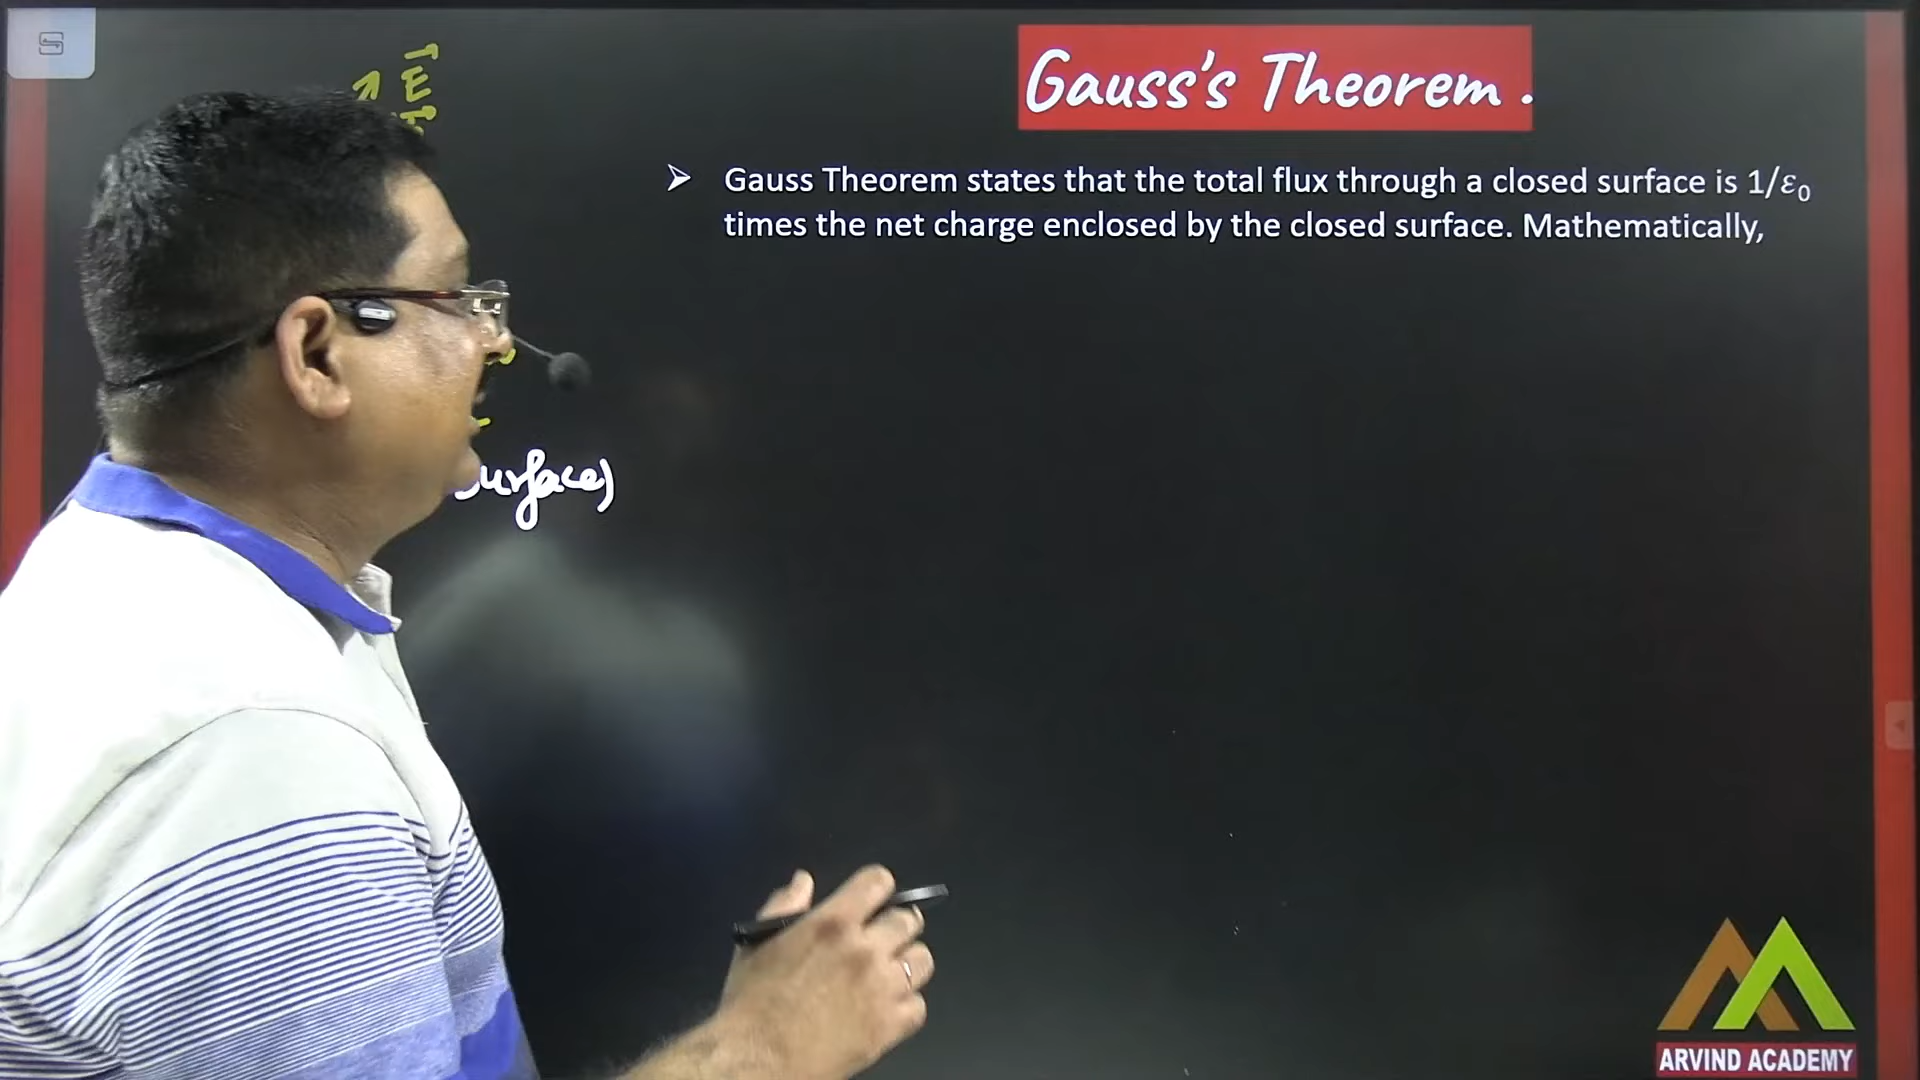 Gauss's Theorem .
➢ Gauss Theorem states that the total flux through a closed surface is 1/ε₀
times the net charge enclosed by the closed surface. Mathematically,
surface)
ARVIND ACADEMY